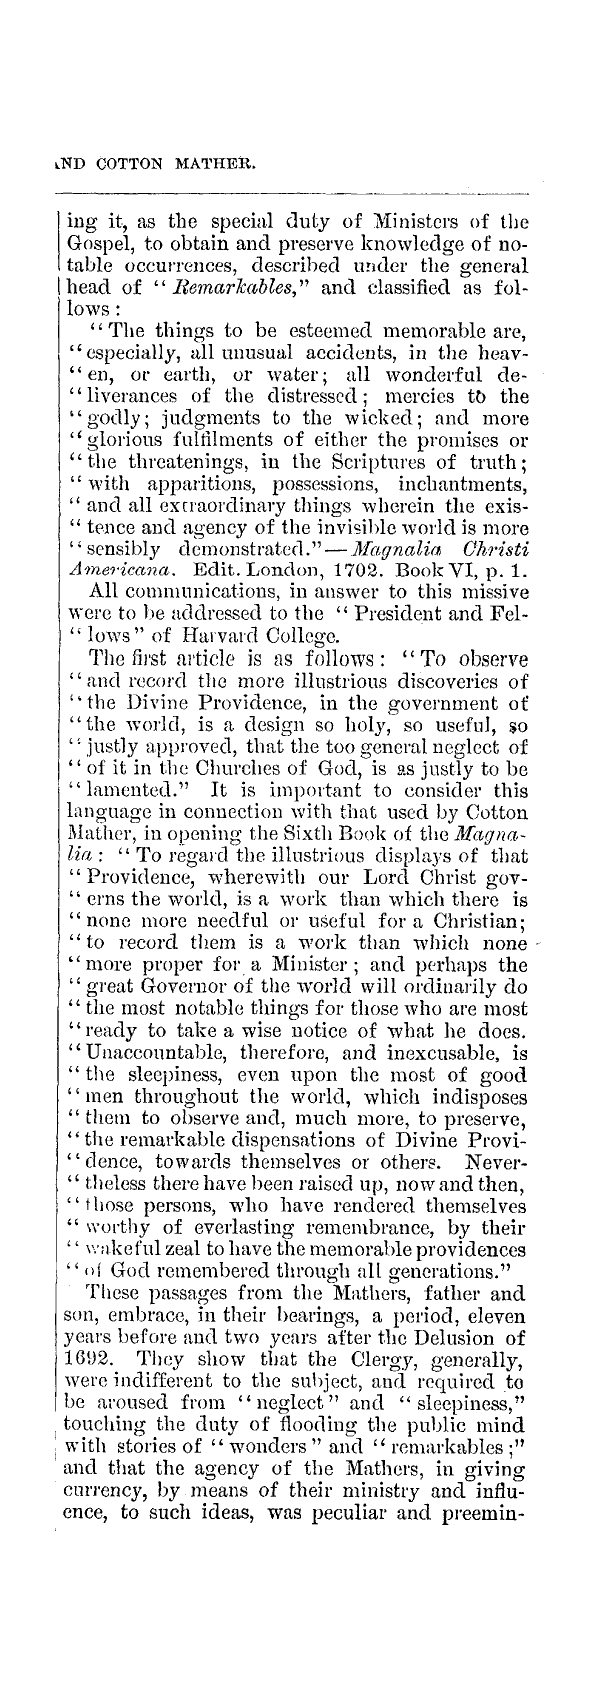 ND COTTON MATHER.
ing it, as the special duty of Ministers of the
Gospel, to obtain and preserve knowledge of no-
table occurrences, described under the general
head of “Remarkables,” and classified as fol-
lows:
“The things to be esteemed memorable are,
“especially, all unusual accidents, in the heav-
“en, or earth, or water; all wonderful de-
“liverances of the distressed; mercies to the
“godly; judgments to the wicked; and more
“glorious fulfilments of either the promises or
“the threatenings, in the Scriptures of truth;
“with apparitions, possessions, inchantments,
“and all extraordinary things wherein the exis-
“tence and agency of the invisible world is more
“sensibly demonstrated.”—Magnalia Christi
Americana. Edit. London, 1702. Book VI, p. 1.
All communications, in answer to this missive
were to be addressed to the “President and Fel-
“lows” of Harvard College.
The first article is as follows: “To observe
“and record the more illustrious discoveries of
“the Divine Providence, in the government of
“the world, is a design so holy, so useful, so
“justly approved, that the too general neglect of
“of it in the Churches of God, is as justly to be
“lamented.” It is important to consider this
language in connection with that used by Cotton
Mather, in opening the Sixth Book of the Magna-
lia: “To regard the illustrious displays of that
“Providence, wherewith our Lord Christ gov-
“erns the world, is a work than which there is
“none more needful or useful for a Christian;
“to record them is a work than which none
“more proper for a Minister; and perhaps the
“great Governor of the world will ordinarily do
“the most notable things for those who are most
“ready to take a wise notice of what he does.
“Unaccountable, therefore, and inexcusable, is
“the sleepiness, even upon the most of good
“men throughout the world, which indisposes
“them to observe and, much more, to preserve,
“the remarkable dispensations of Divine Provi-
“dence, towards themselves or others. Never-
“theless there have been raised up, now and then,
“those persons, who have rendered themselves
“worthy of everlasting remembrance, by their
“wakeful zeal to have the memorable providences
“of God remembered through all generations.”
These passages from the Mathers, father and
son, embrace, in their bearings, a period, eleven
years before and two years after the Delusion of
1692. They show that the Clergy, generally,
were indifferent to the subject, and required to
be aroused from “neglect” and “sleepiness,”
touching the duty of flooding the public mind
with stories of “wonders” and “remarkables;”
and that the agency of the Mathers, in giving
currency, by means of their ministry and influ-
ence, to such ideas, was peculiar and preemin-